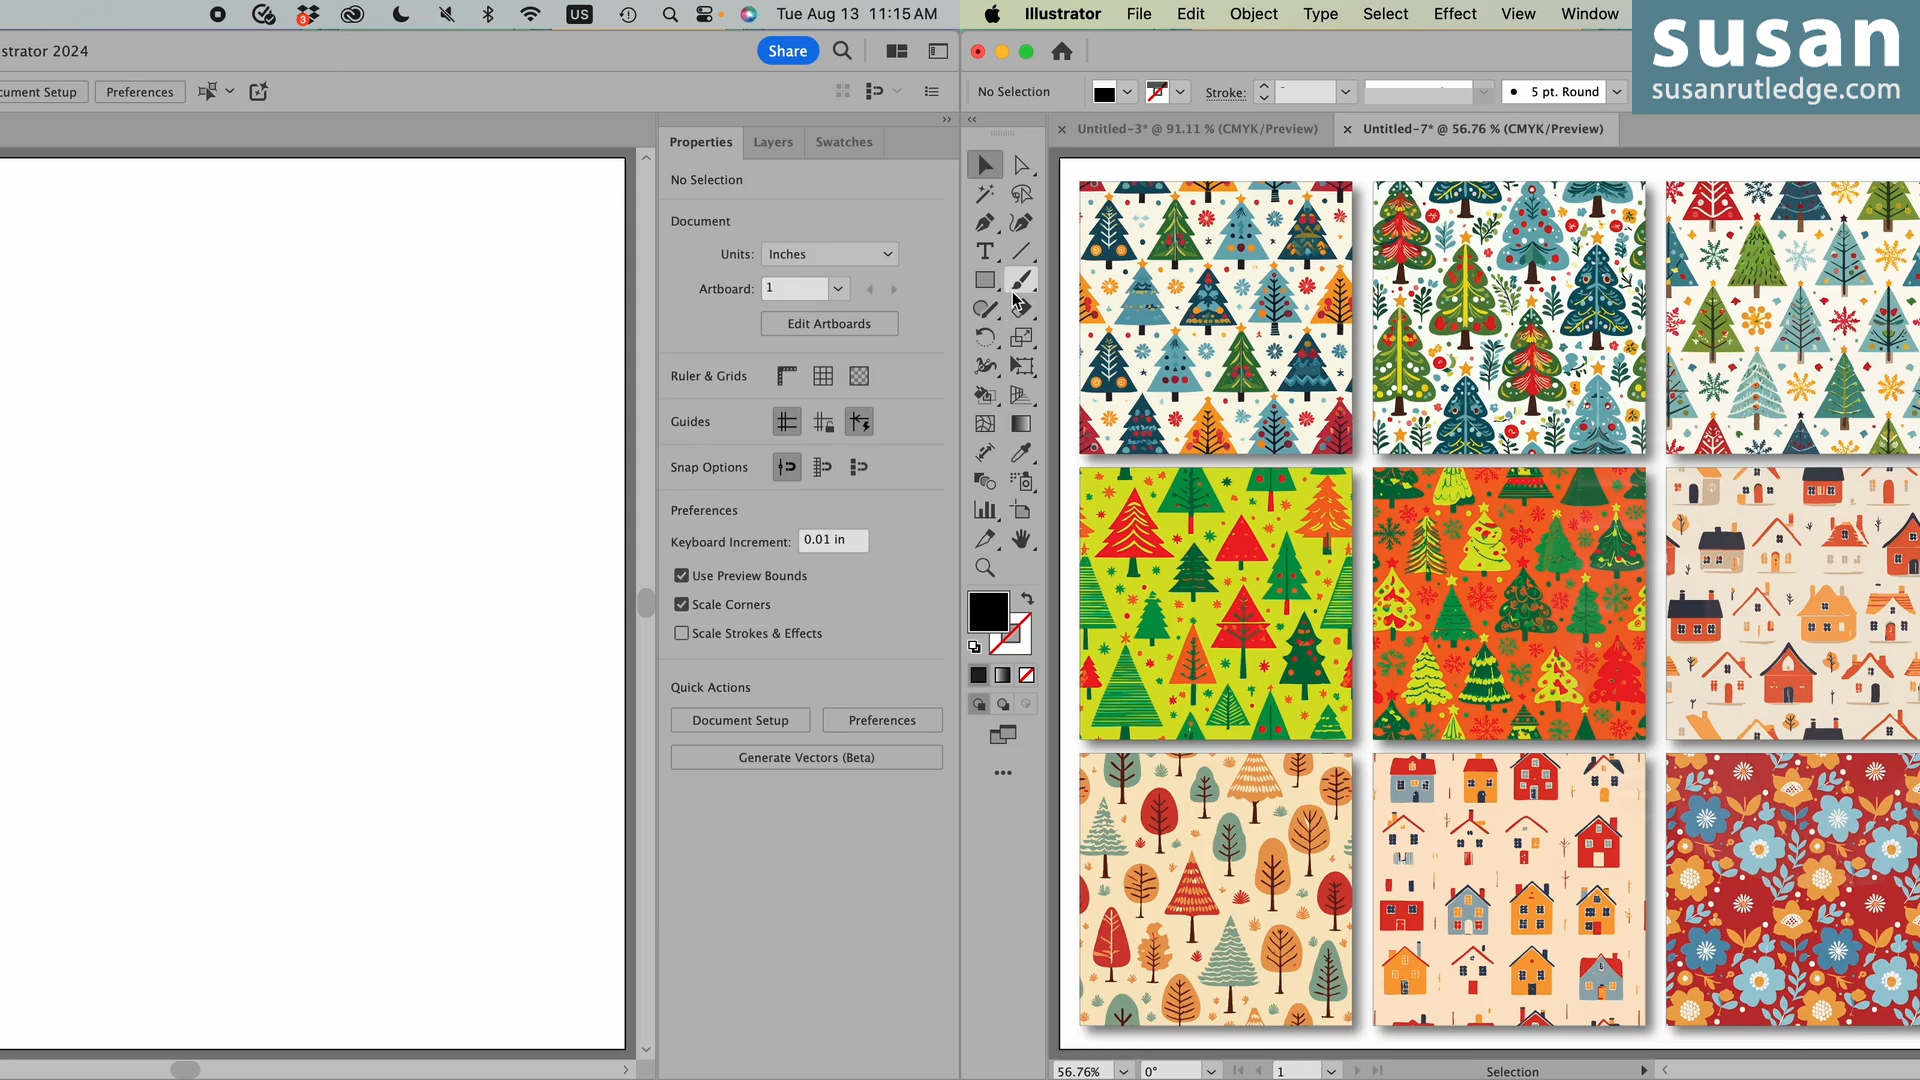 3
US
Tue Aug 13 11:15 AM
Illustrator File Edit Object Type Select Effect View Window
susan
susanrutledge.com
strator 2024
Share
cument Setup
Preferences
No Selection
Stroke:
5 pt. Round
Untitled-3* @ 91.11 % (CMYK/Preview)
Untitled-7* @ 56.76 % (CMYK/Preview)
Properties
Layers
Swatches
No Selection
Document
Units: Inches
Artboard: 1
Edit Artboards
Ruler & Grids
Guides
Snap Options
Preferences
Keyboard Increment: 0.01 in
Use Preview Bounds
Scale Corners
Scale Strokes & Effects
Quick Actions
Document Setup
Preferences
Generate Vectors (Beta)
56.76%
0°
1
Selection